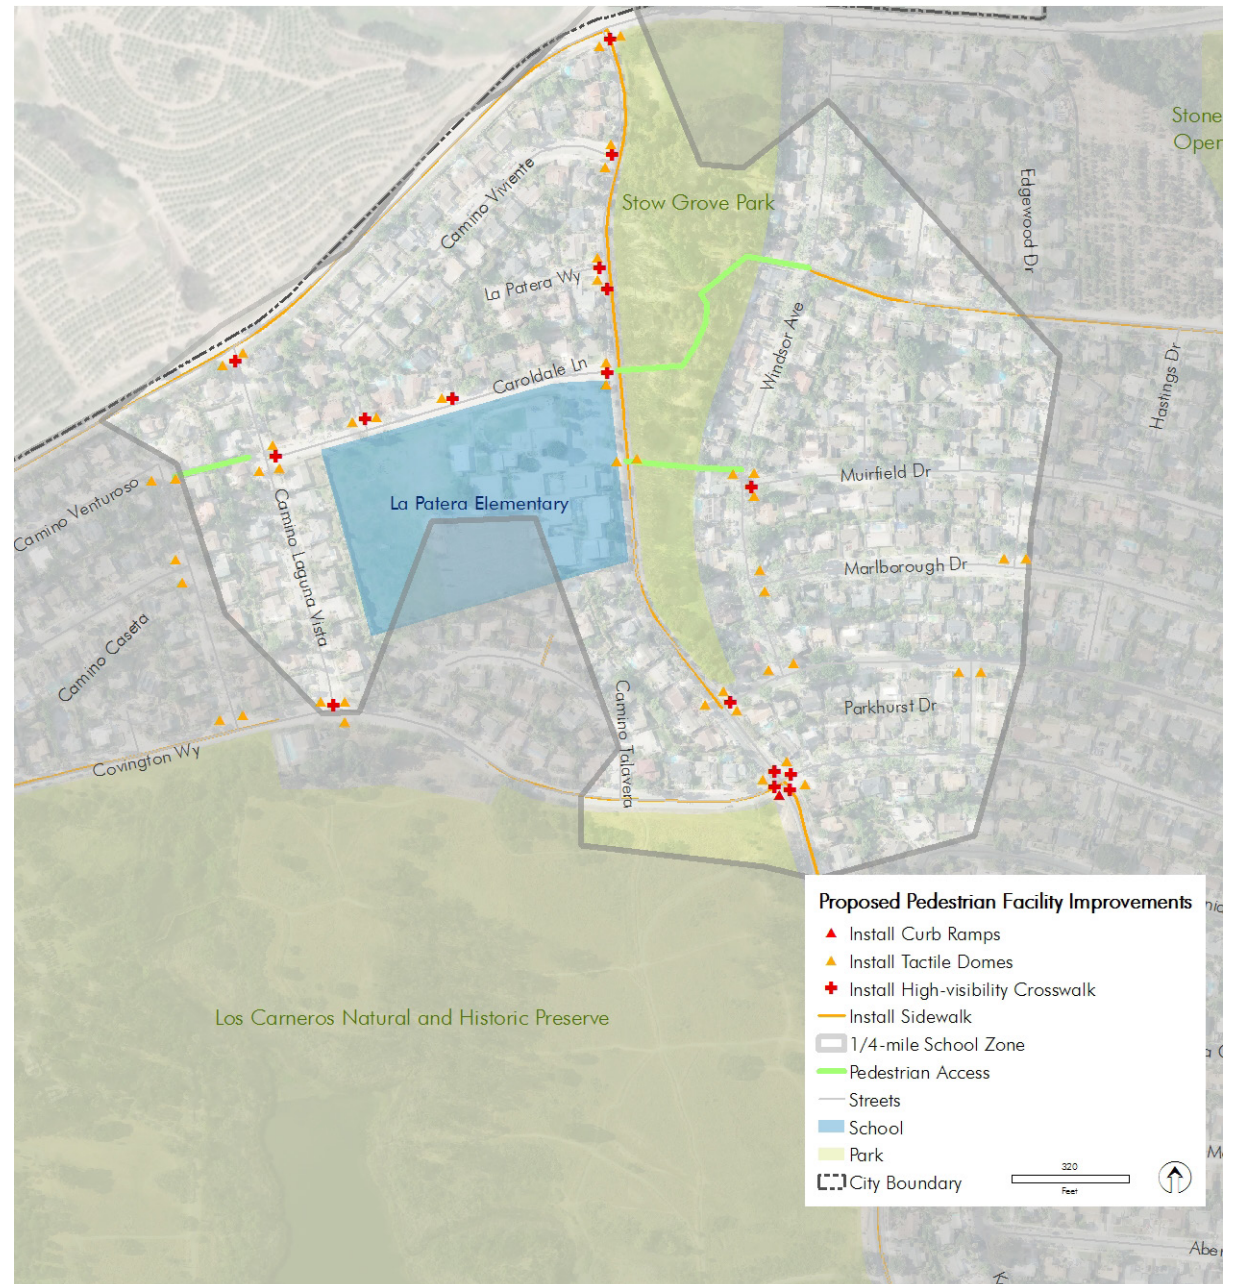 Stone
Oper
Edgewood Dr
Camino Viviente
Stow Grove Park
La Patera Wy
Windsor Ave
Hastings Dr
Caroldale Ln
Muirfield Dr
Camino Venturoso
La Patera Elementary
Camino Laguna Vista
Marlborough Dr
Camino Caseta
Camino Talavera
Parkhurst Dr
Covington Wy
Los Carneros Natural and Historic Preserve
Proposed Pedestrian Facility Improvements
Install Curb Ramps
Install Tactile Domes
Install High-visibility Crosswalk
Install Sidewalk
1/4-mile School Zone
Pedestrian Access
Streets
School
Park
City Boundary
320
Feet
Aber